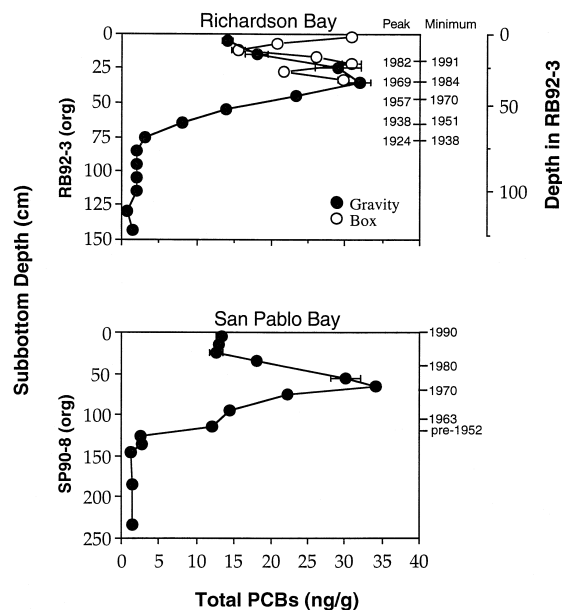 Richardson Bay
Peak Minimum
0
25
50
75
100
125
150
1982 1991
1969 1984
1957 1970
1938 1951
1924 1938
0
50
100
Gravity
Box
RB92-3 (org)
Depth in RB92-3
Subbottom Depth (cm)
San Pablo Bay
0
50
100
150
200
250
1990
1980
1970
1963
pre-1952
SP90-8 (org)
0 5 10 15 20 25 30 35 40
Total PCBs (ng/g)